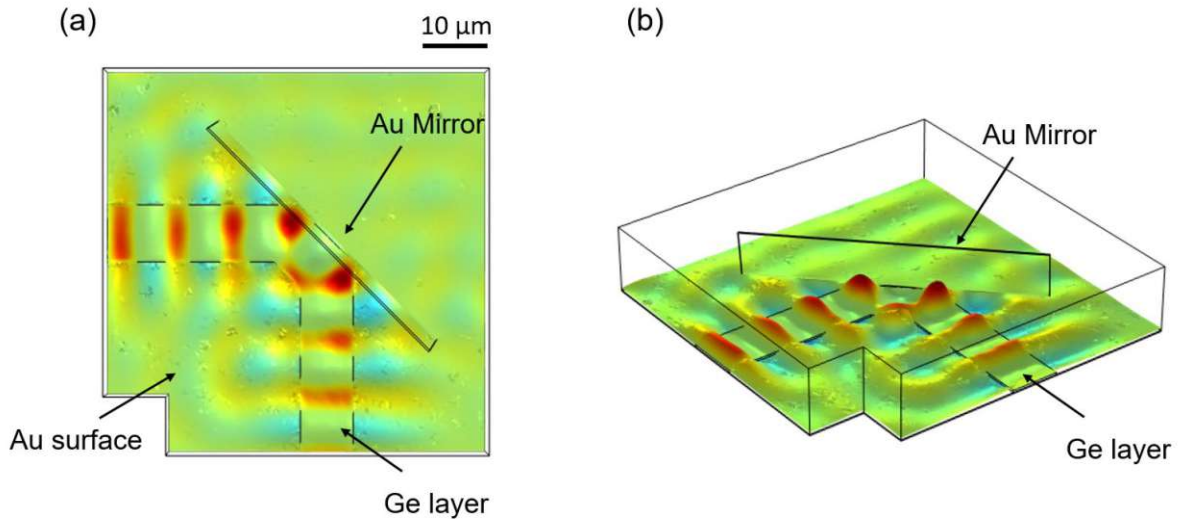 (a)
10 μm
Au Mirror
Au surface
Ge layer
(b)
Au Mirror
Ge layer